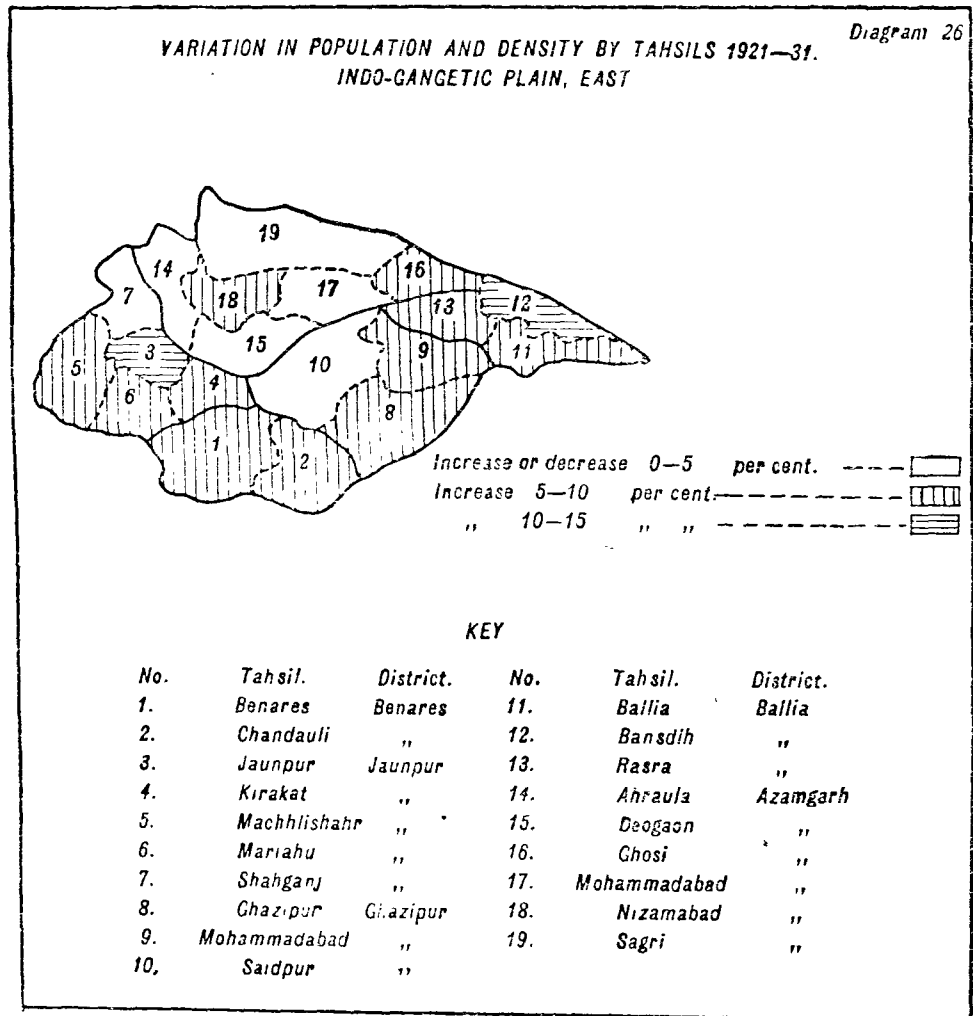 Diagram 26
VARIATION IN POPULATION AND DENSITY BY TAHSILS 1921—31.
INDO-GANGETIC PLAIN, EAST
19
14
16
7
18
17
12
13
15
3
11
5
10
9
4
6
8
1
2
Increase or decrease 0—5 per cent.
Increase 5—10 per cent.
„ 10—15 „ „
KEY
No. Tahsil. District. No. Tahsil. District.
1. Benares Benares 11. Ballia Ballia
2. Chandauli „ 12. Bansdih „
3. Jaunpur Jaunpur 13. Rasra „
4. Kirakat „ 14. Ahraula Azamgarh
5. Machhlishahr „ 15. Deogaon „
6. Mariahu „ 16. Ghosi „
7. Shahganj „ 17. Mohammadabad „
8. Ghazipur Ghazipur 18. Nizamabad „
9. Mohammadabad „ 19. Sagri „
10. Saidpur „